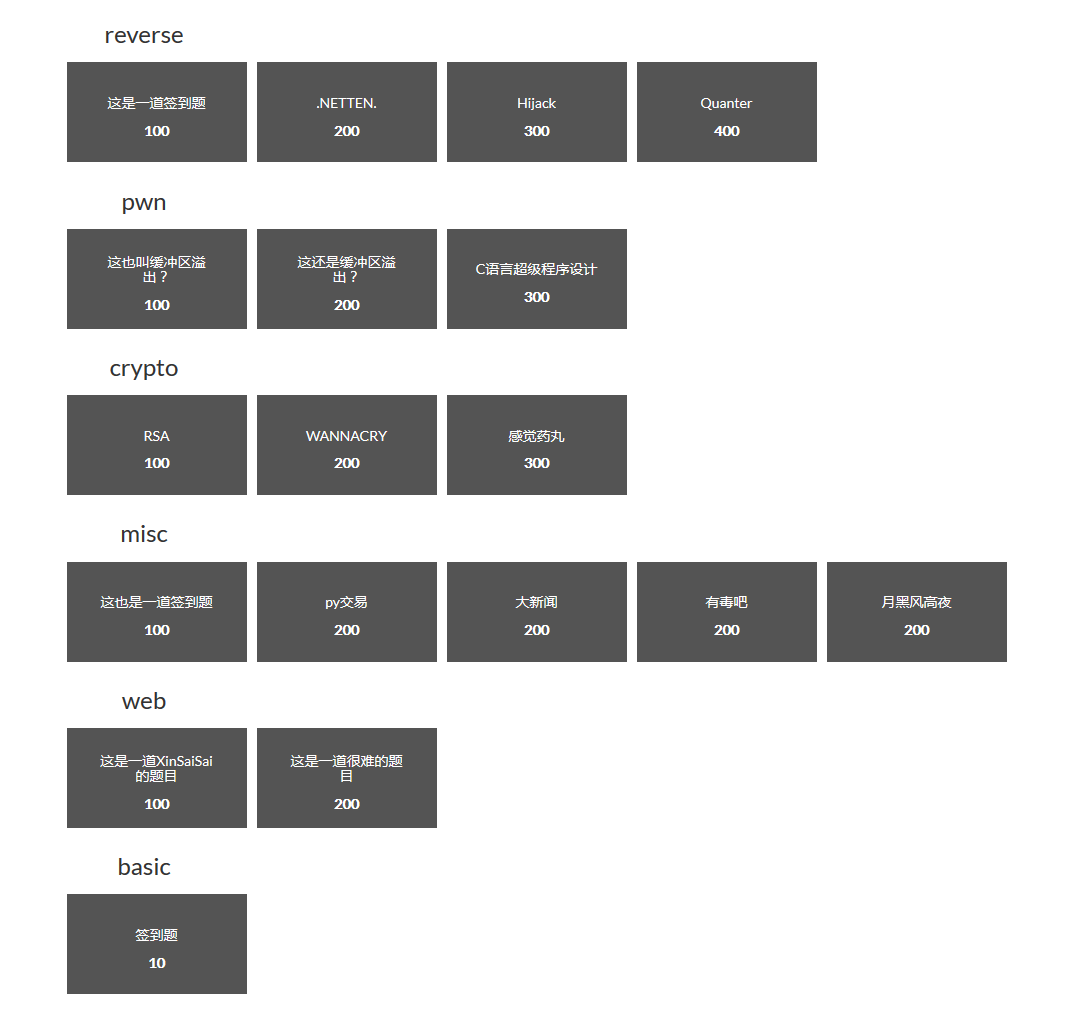 reverse
这是一道签到题
100
.NETTEN.
200
Hijack
300
Quanter
400
pwn
这也叫缓冲区溢
出？
100
这还是缓冲区溢
出？
200
C语言超级程序设计
300
crypto
RSA
100
WANNACRY
200
感觉药丸
300
misc
这也是一道签到题
100
py交易
200
大新闻
200
有毒吧
200
月黑风高夜
200
web
这是一道XinSaiSai
的题目
100
这是一道很难的题
目
200
basic
签到题
10